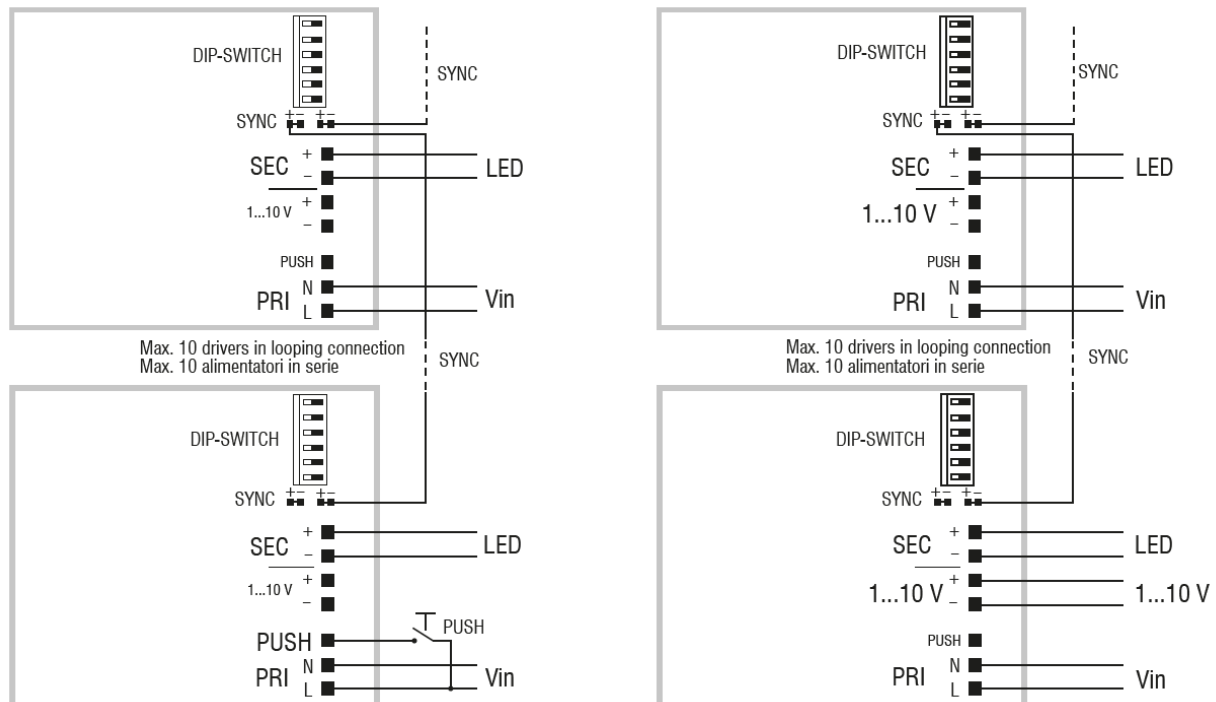 DIP-SWITCH
SYNC
SYNC
+ - + -
SEC + LED
-
1...10 V +
-
PUSH
PRI N Vin
L
Max. 10 drivers in looping connection
Max. 10 alimentatori in serie
SYNC
DIP-SWITCH
SYNC
+ - + -
SEC + LED
-
1...10 V +
-
PUSH PUSH
PRI N Vin
L
DIP-SWITCH
SYNC
SYNC
+ - + -
SEC + LED
-
1...10 V +
-
PUSH
PRI N Vin
L
Max. 10 drivers in looping connection
Max. 10 alimentatori in serie
SYNC
DIP-SWITCH
SYNC
+ - + -
SEC + LED
-
1...10 V + 1...10 V
-
PUSH
PRI N Vin
L